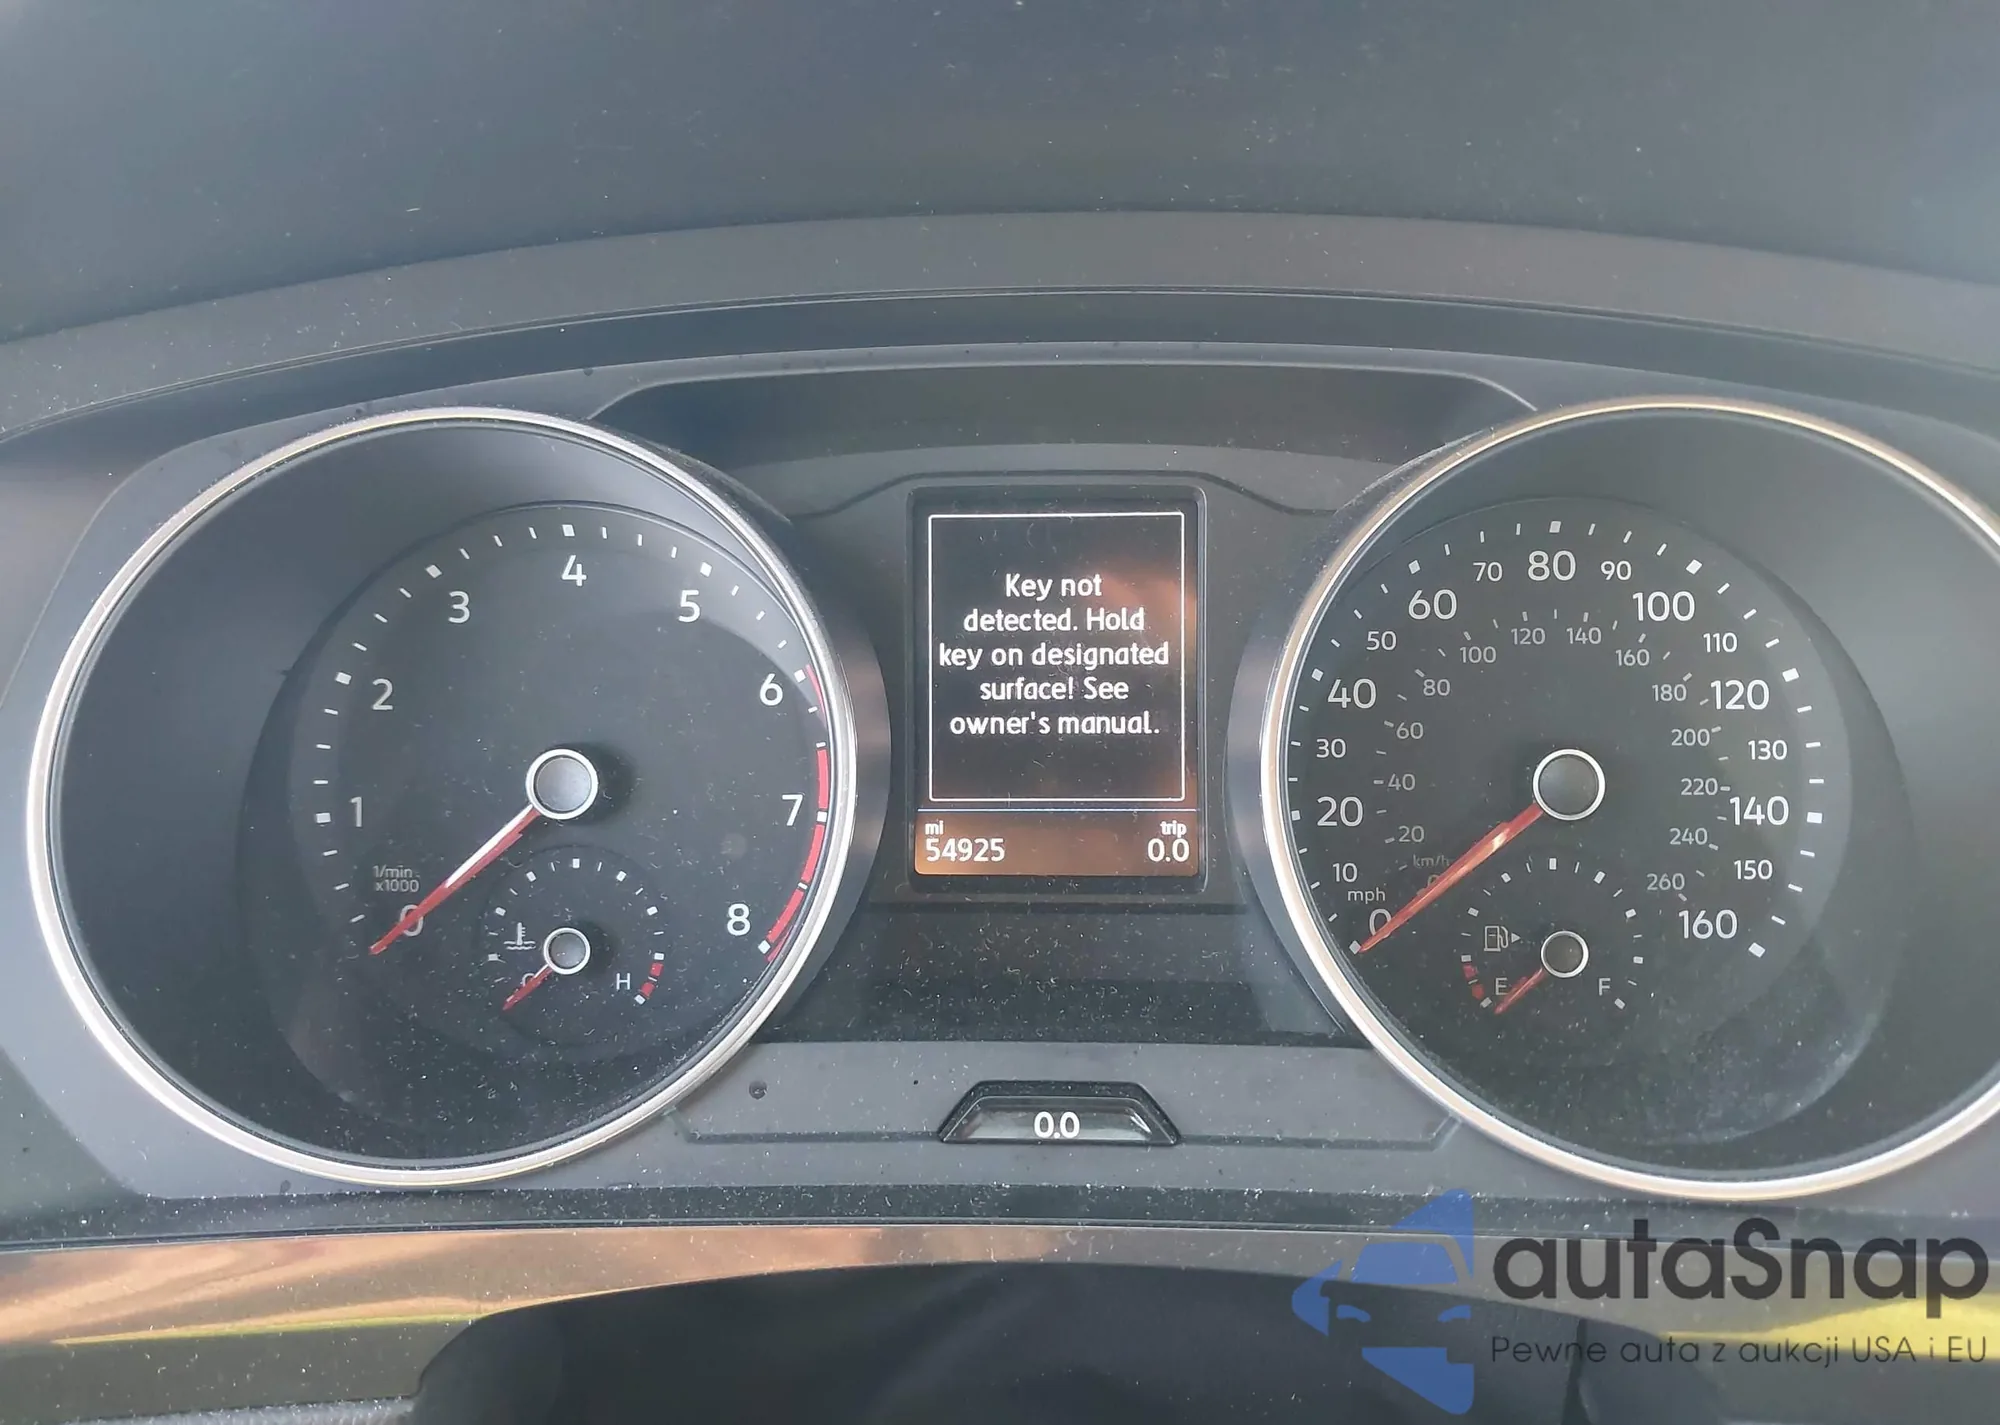 Key not
detected. Hold
key on designated
surface! See
owner's manual.
mi
54925
trip
0.0
0 1 2 3 4 5 6 7 8
1/min
x1000
C H
0 10 20 30 40 50 60 70 80 90 100 110 120 130 140 150 160
mph
km/h
0 20 40 60 80 100 120 140 160 180 200 220 240 260
E F
0.0
autaSnap
Pewne auta z aukcji USA i EU